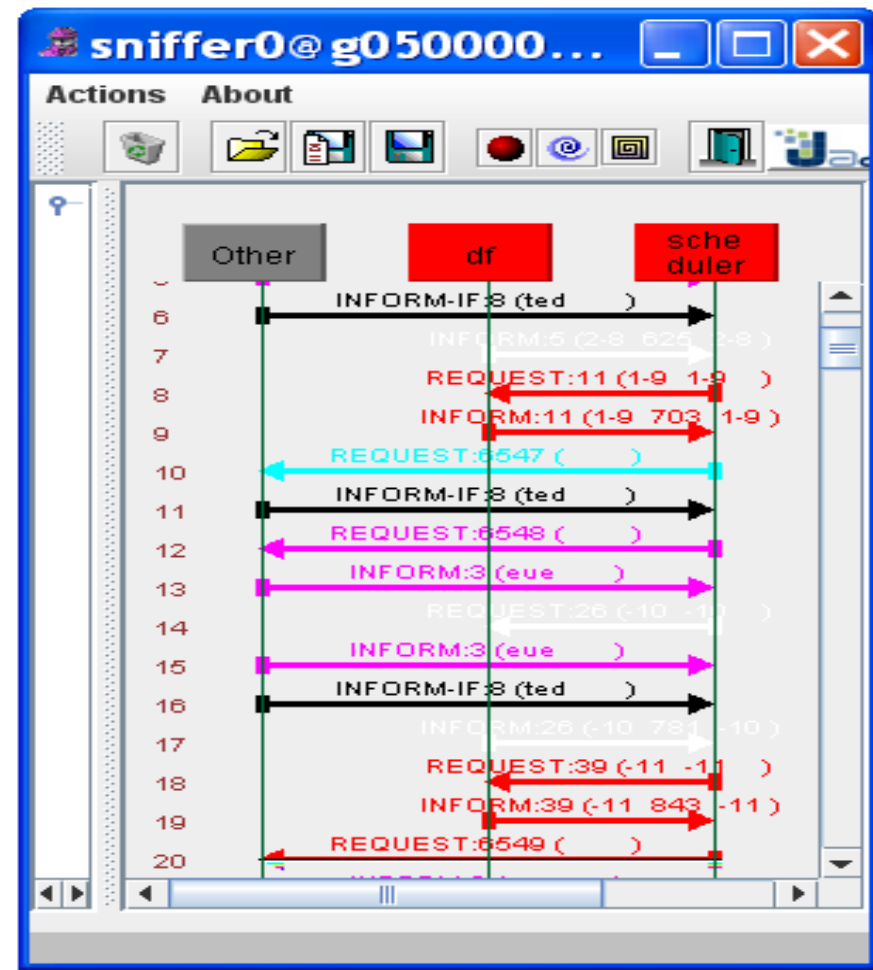 sniffer0@g050000...
Actions About
Other
df
sche
duler
6 INFORM-IF:8 (ted )
7 INFORM:5 (2-8 625 2-8 )
8 REQUEST:11 (1-9 1-9 )
9 INFORM:11 (1-9 703 1-9 )
10 REQUEST:6547 ( )
11 INFORM-IF:8 (ted )
12 REQUEST:6548 ( )
13 INFORM:3 (eue )
14 REQUEST:26 (-10 -10 )
15 INFORM:3 (eue )
16 INFORM-IF:8 (ted )
17 INFORM:26 (-10 781 -10 )
18 REQUEST:39 (-11 -11 )
19 INFORM:39 (-11 843 -11 )
20 REQUEST:6549 ( )